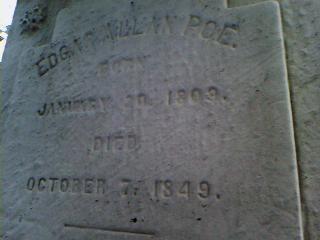 EDGAR ALLAN POE.
BORN
JANUARY 20, 1809.
DIED
OCTOBER 7, 1849.